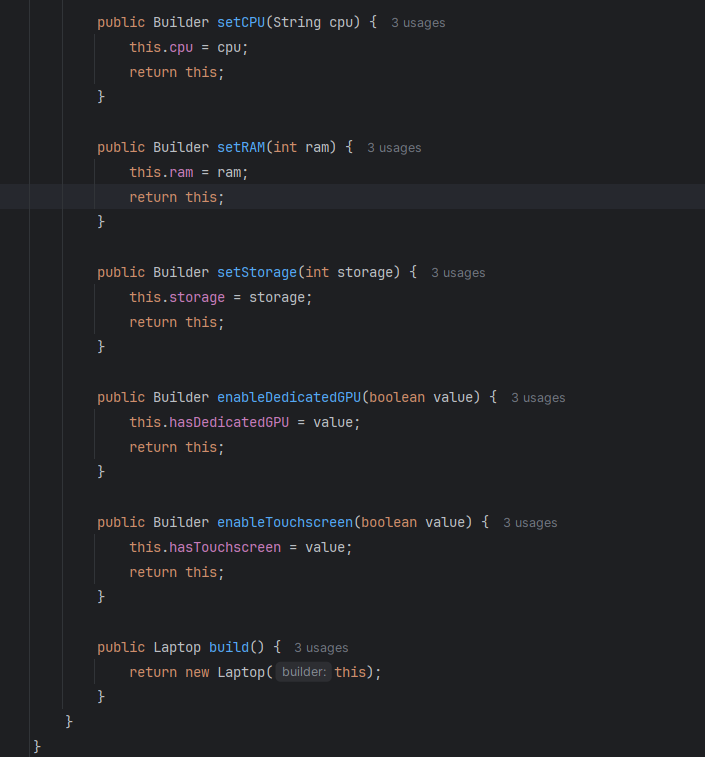 public Builder setCPU(String cpu) { 3 usages
this.cpu = cpu;
return this;
}
public Builder setRAM(int ram) { 3 usages
this.ram = ram;
return this;
}
public Builder setStorage(int storage) { 3 usages
this.storage = storage;
return this;
}
public Builder enableDedicatedGPU(boolean value) { 3 usages
this.hasDedicatedGPU = value;
return this;
}
public Builder enableTouchscreen(boolean value) { 3 usages
this.hasTouchscreen = value;
return this;
}
public Laptop build() { 3 usages
return new Laptop( builder: this);
}
}
}